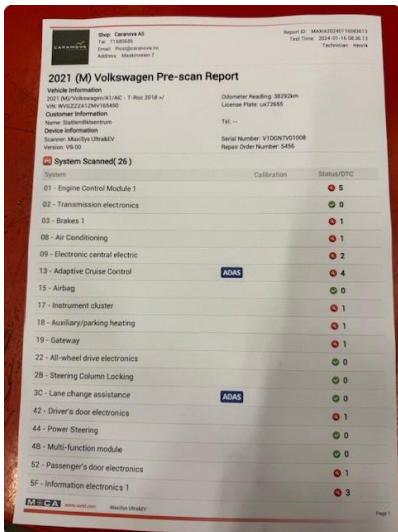 CARANOVA
Shop: Caranova AS
Tel: 71680686
Email: Post@caranova.no
Address: Maskinveien 7
Report ID:
Test Time: 2024-01-16 08:36:13
Technician: Henrik
2021 (M) Volkswagen Pre-scan Report
Vehicle Information
2021 (M)/Volkswagen/A1/AC - T-Roc 2018 >/
VIN:
Odometer Reading: 38292km
License Plate: ux72655
Customer Information
Name:
Tel: --
Device Information
Scanner: MaxiSys Ultra&EV
Version: V9.00
Serial Number: V1DGN7V01008
Repair Order Number: 5456
System Scanned( 26 )
System Calibration Status/DTC
01 - Engine Control Module 1 5
02 - Transmission electronics 0
03 - Brakes 1 1
08 - Air Conditioning 1
09 - Electronic central electric 2
13 - Adaptive Cruise Control ADAS 4
15 - Airbag 0
17 - Instrument cluster 1
18 - Auxiliary/parking heating 1
19 - Gateway 1
22 - All-wheel drive electronics 0
2B - Steering Column Locking 0
3C - Lane change assistance ADAS 0
42 - Driver's door electronics 1
44 - Power Steering 0
4B - Multi-function module 0
52 - Passenger's door electronics 1
5F - Information electronics 1 3
MECA MaxiSys Ultra&EV Page 1